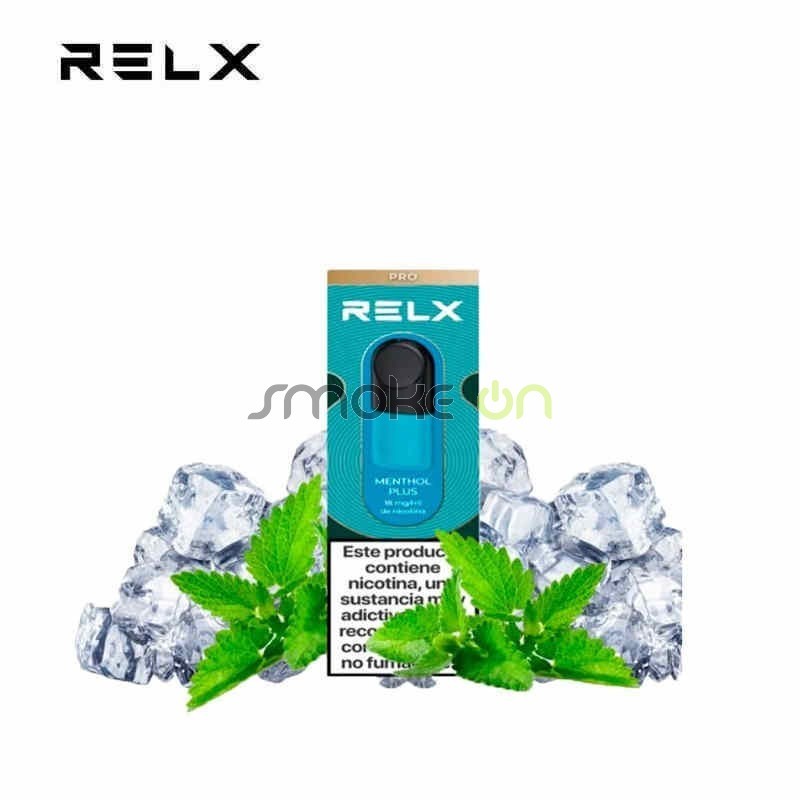 RELX
PRO
RELX
SMOKE ON
MENTHOL
PLUS
18 mg/ml
de nicotina
Este produc
contiene
nicotina, un
sustancia m
adictiv
reco
con
no fuma